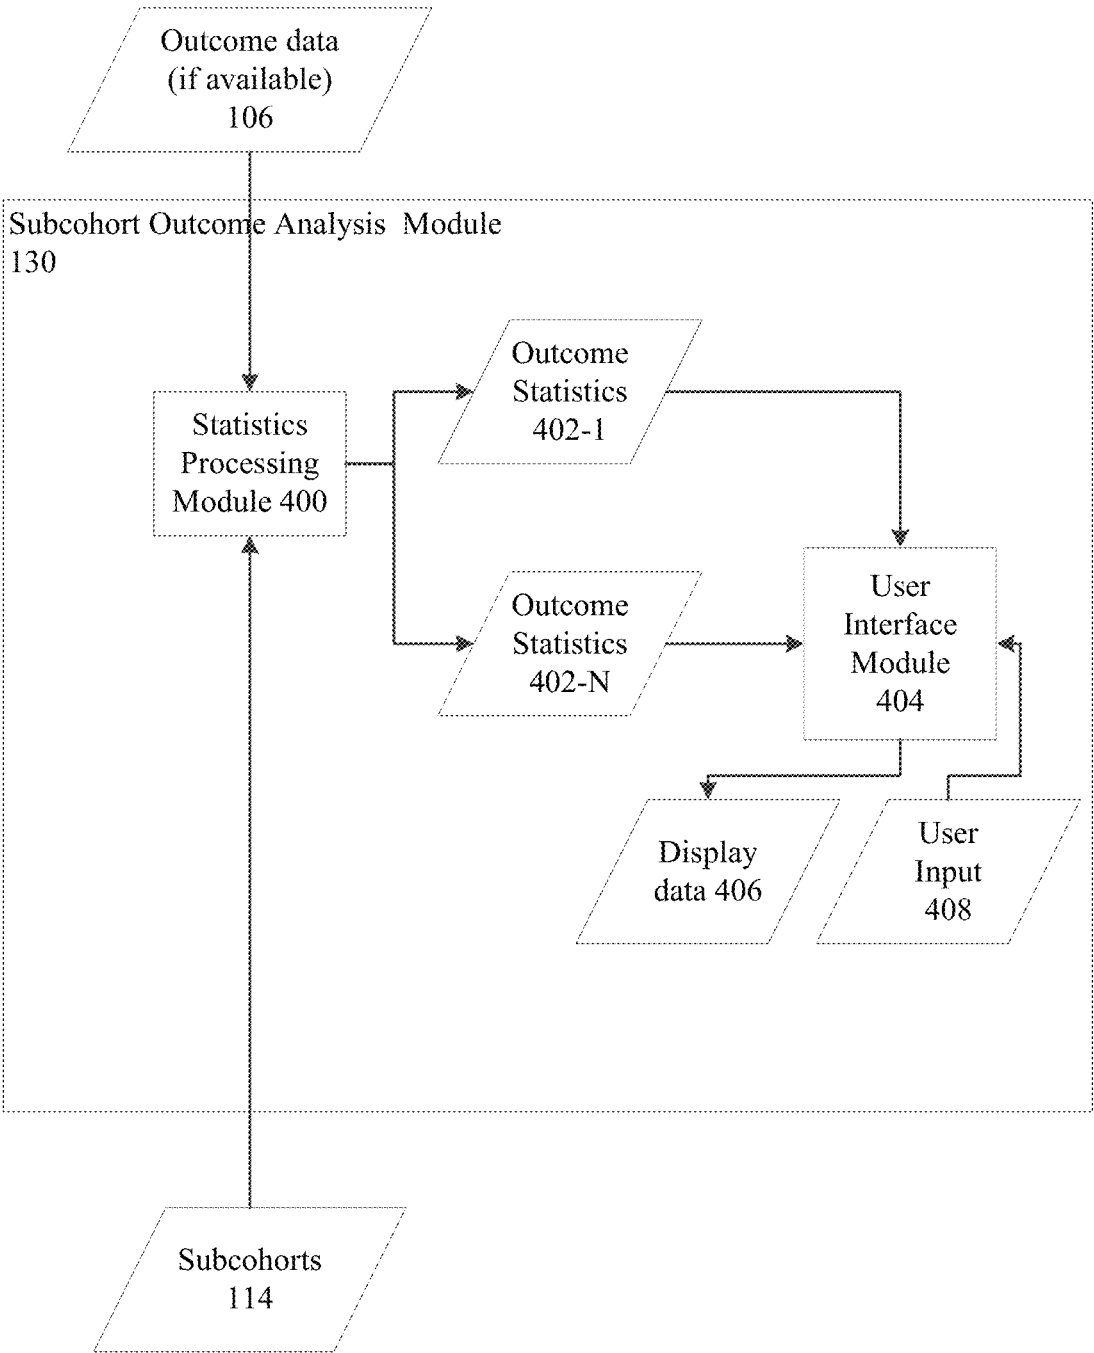 Outcome data
(if available)
106
Subcohort Outcome Analysis Module
130
Outcome
Statistics
402-1
Statistics
Processing
Module 400
Outcome
Statistics
402-N
User
Interface
Module
404
Display
data 406
User
Input
408
Subcohorts
114